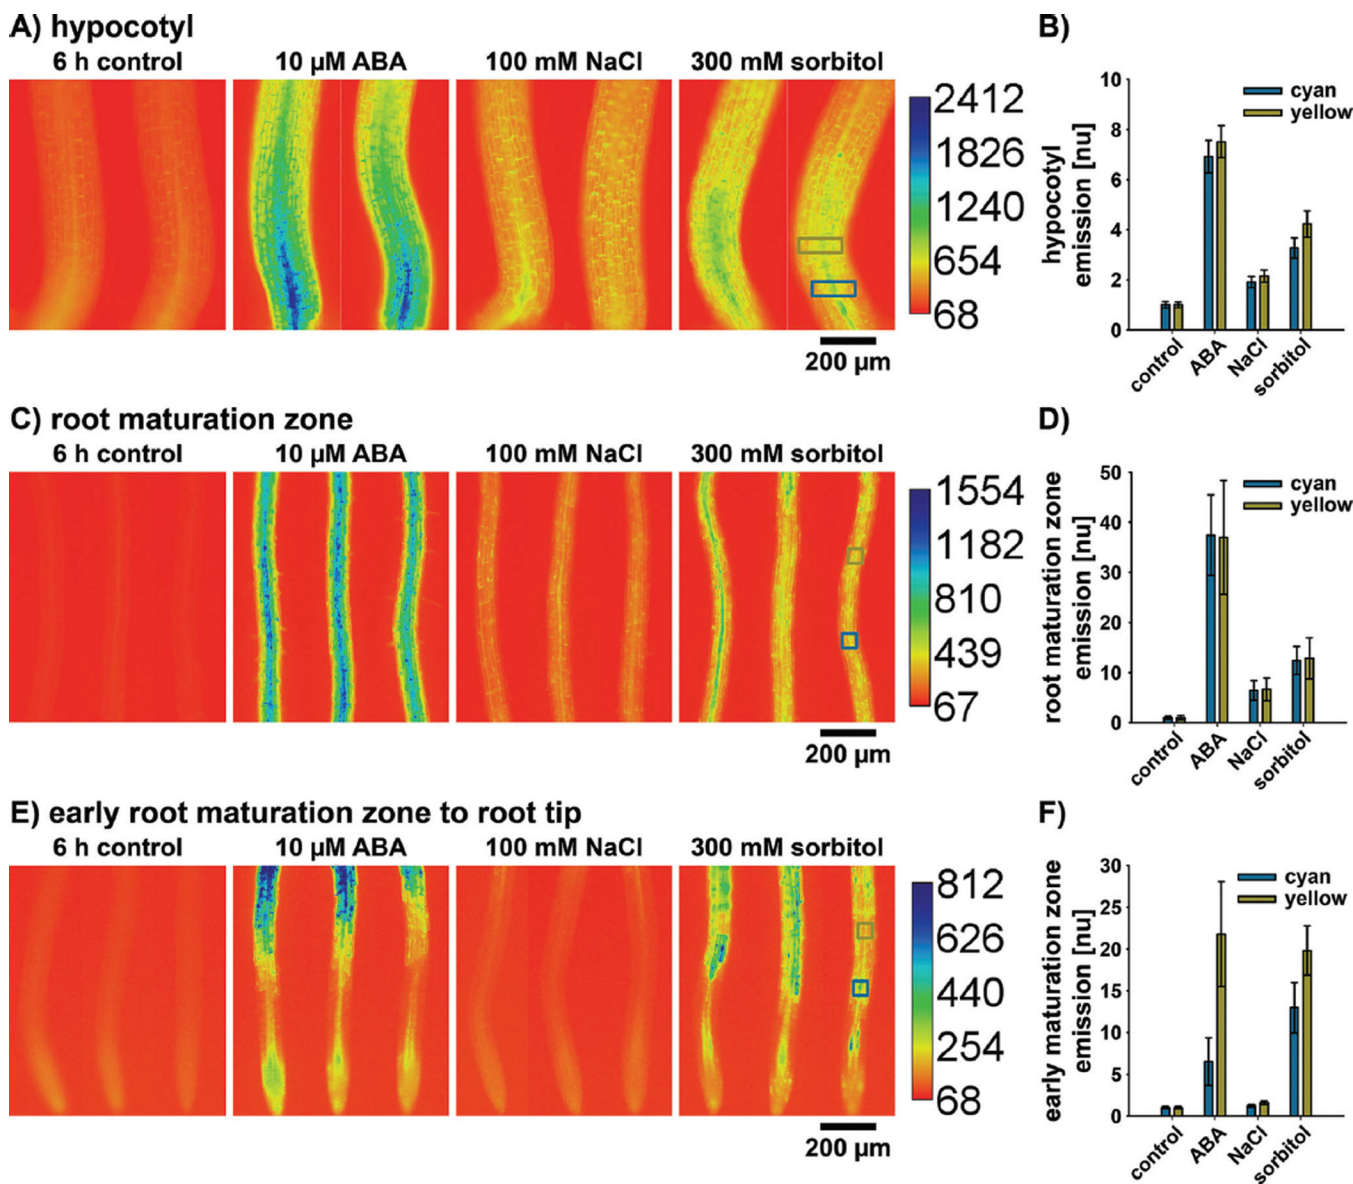 A) hypocotyl
6 h control
10 µM ABA
100 mM NaCl
300 mM sorbitol
2412
1826
1240
654
68
200 µm
B)
hypocotyl
emission [nu]
10
8
6
4
2
0
cyan
yellow
control
ABA
NaCl
sorbitol
C) root maturation zone
6 h control
10 µM ABA
100 mM NaCl
300 mM sorbitol
1554
1182
810
439
67
200 µm
D)
root maturation zone
emission [nu]
50
40
30
20
10
0
cyan
yellow
control
ABA
NaCl
sorbitol
E) early root maturation zone to root tip
6 h control
10 µM ABA
100 mM NaCl
300 mM sorbitol
812
626
440
254
68
200 µm
F)
early maturation zone
emission [nu]
30
25
20
15
10
5
0
cyan
yellow
control
ABA
NaCl
sorbitol